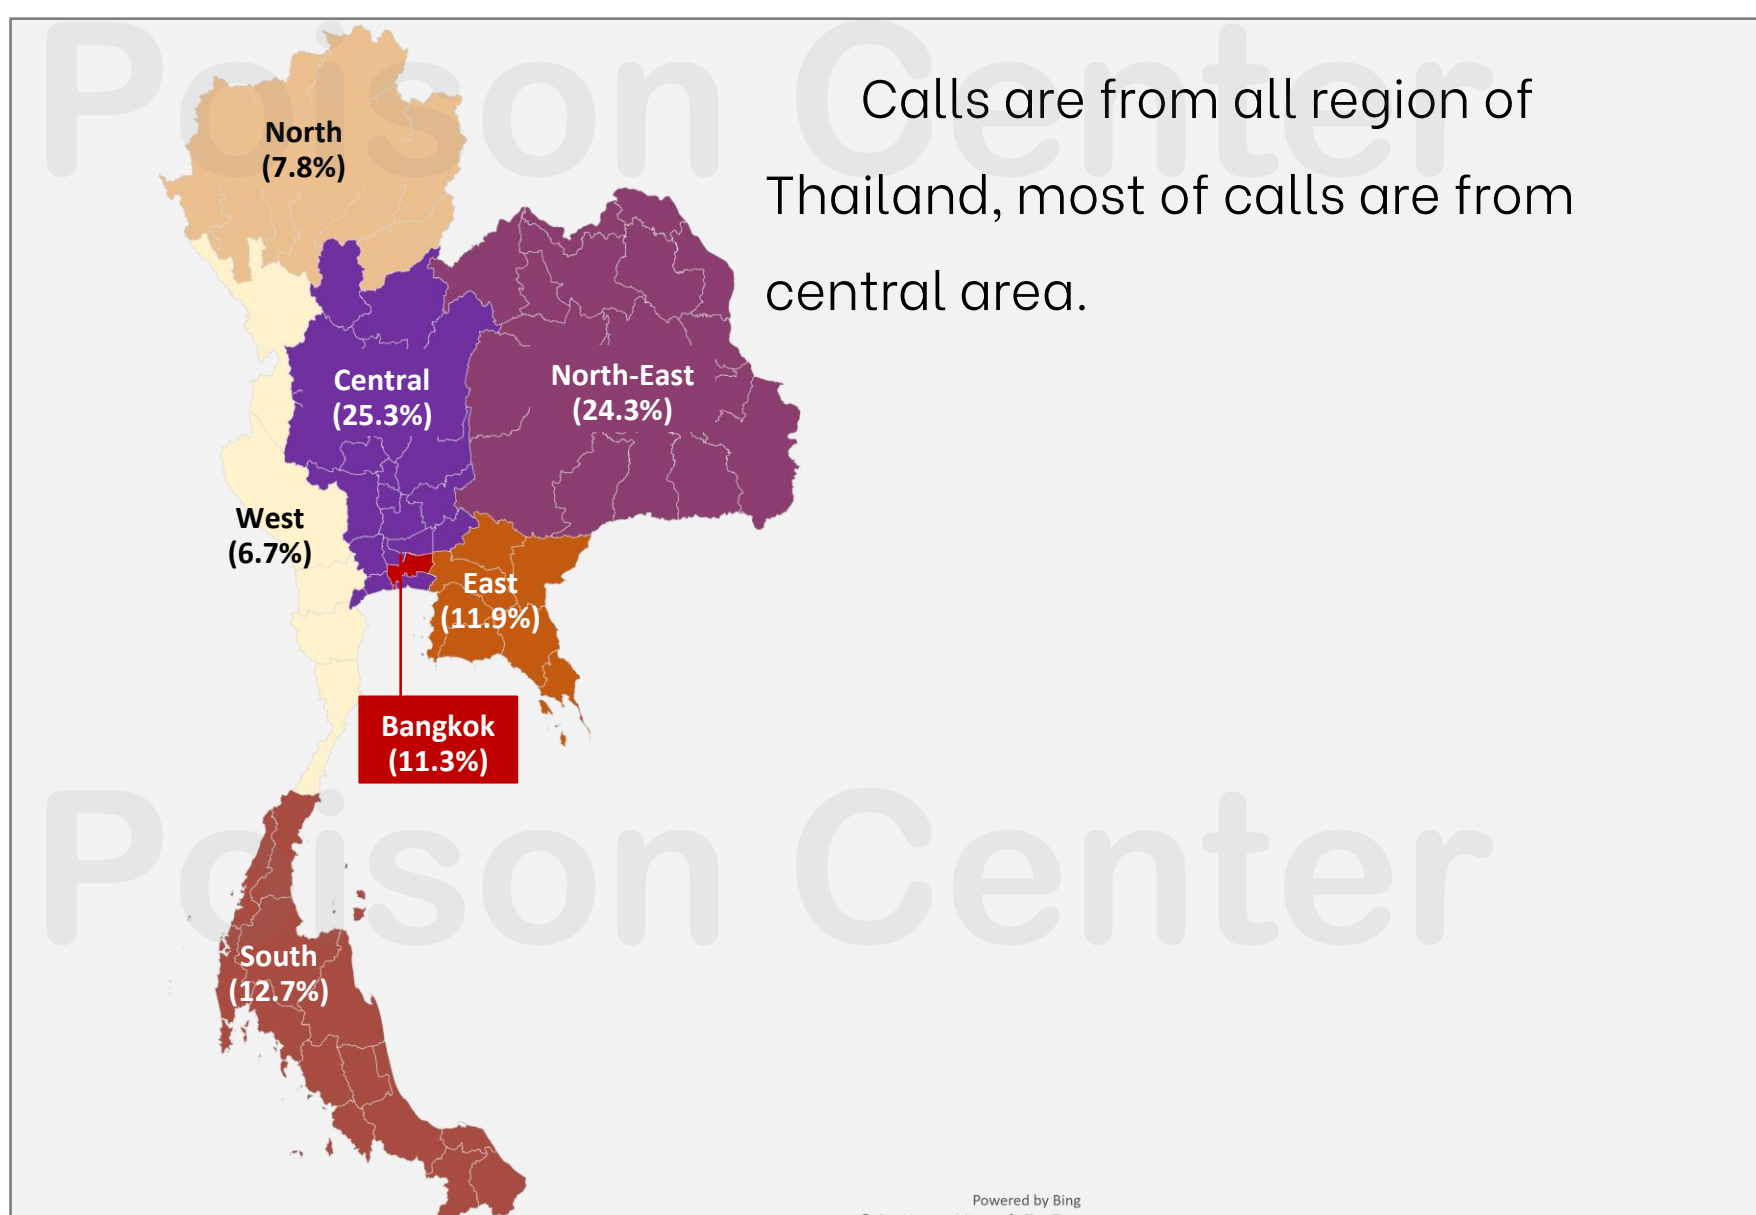 Poison Center
Calls are from all region of
Thailand, most of calls are from
central area.
North
(7.8%)
Central
(25.3%)
North-East
(24.3%)
West
(6.7%)
East
(11.9%)
Bangkok
(11.3%)
Poison Center
South
(12.7%)
Powered by Bing